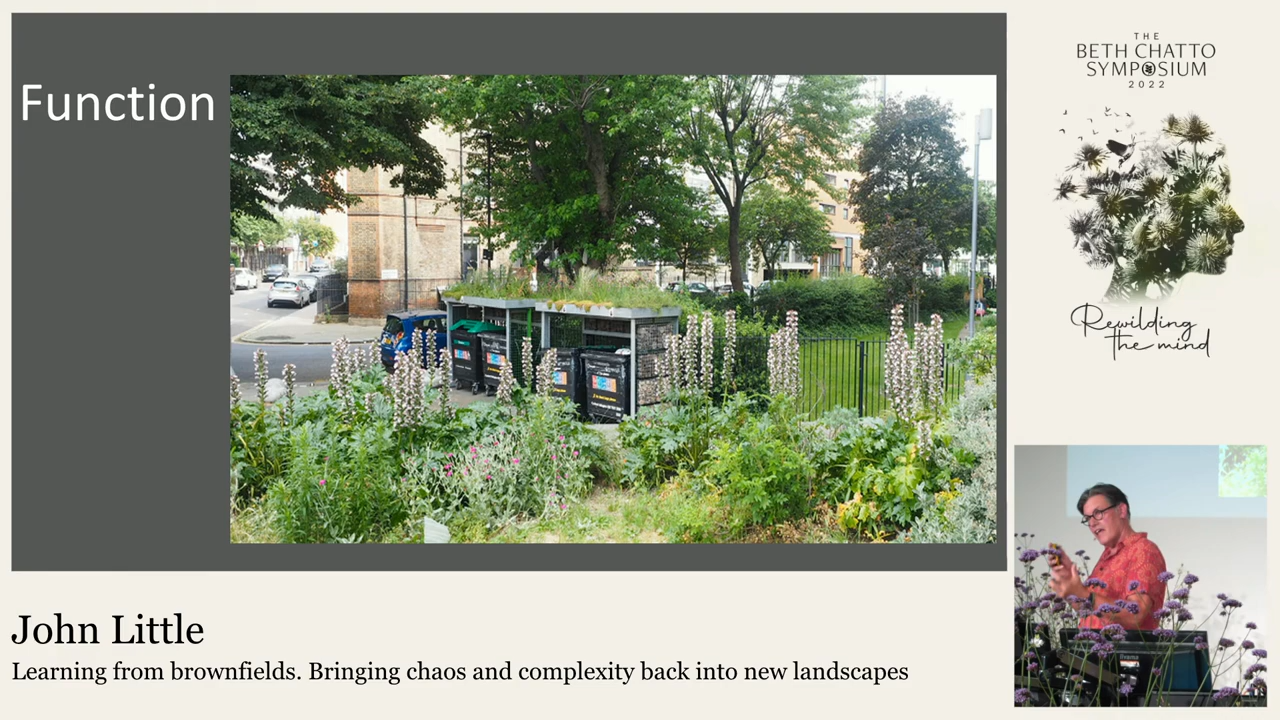 Function
THE
BETH CHATTO
SYMPOSIUM
2022
Rewilding
the mind
John Little
Learning from brownfields. Bringing chaos and complexity back into new landscapes